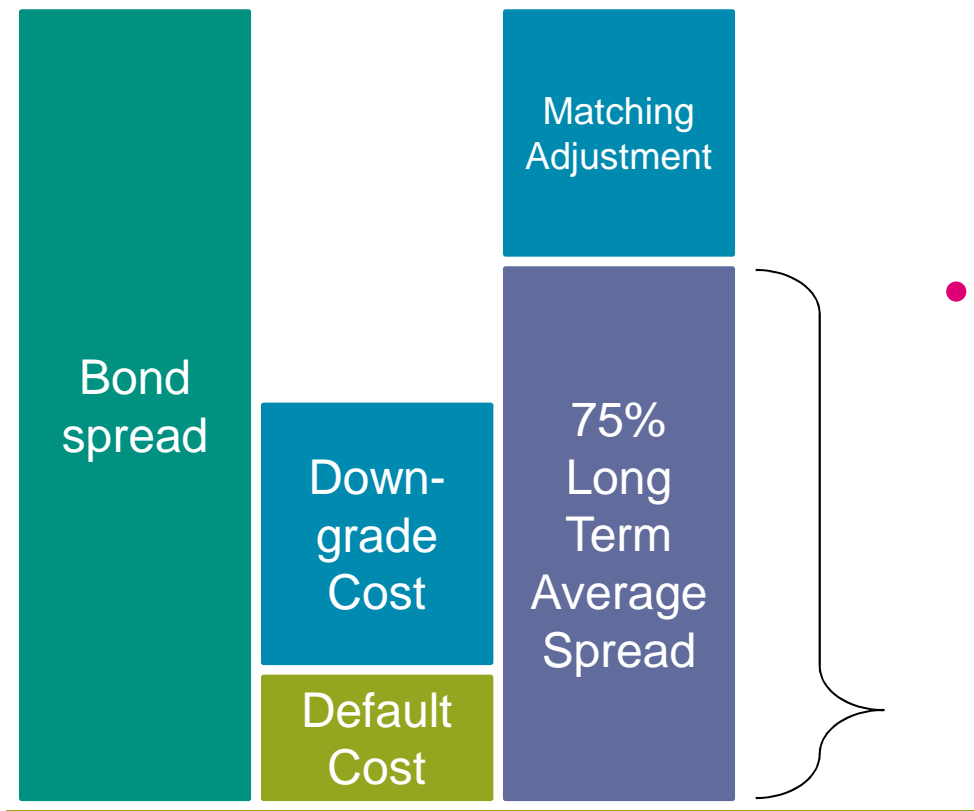 Bond
spread
Down-
grade
Cost
Default
Cost
Matching
Adjustment
75%
Long
Term
Average
Spread